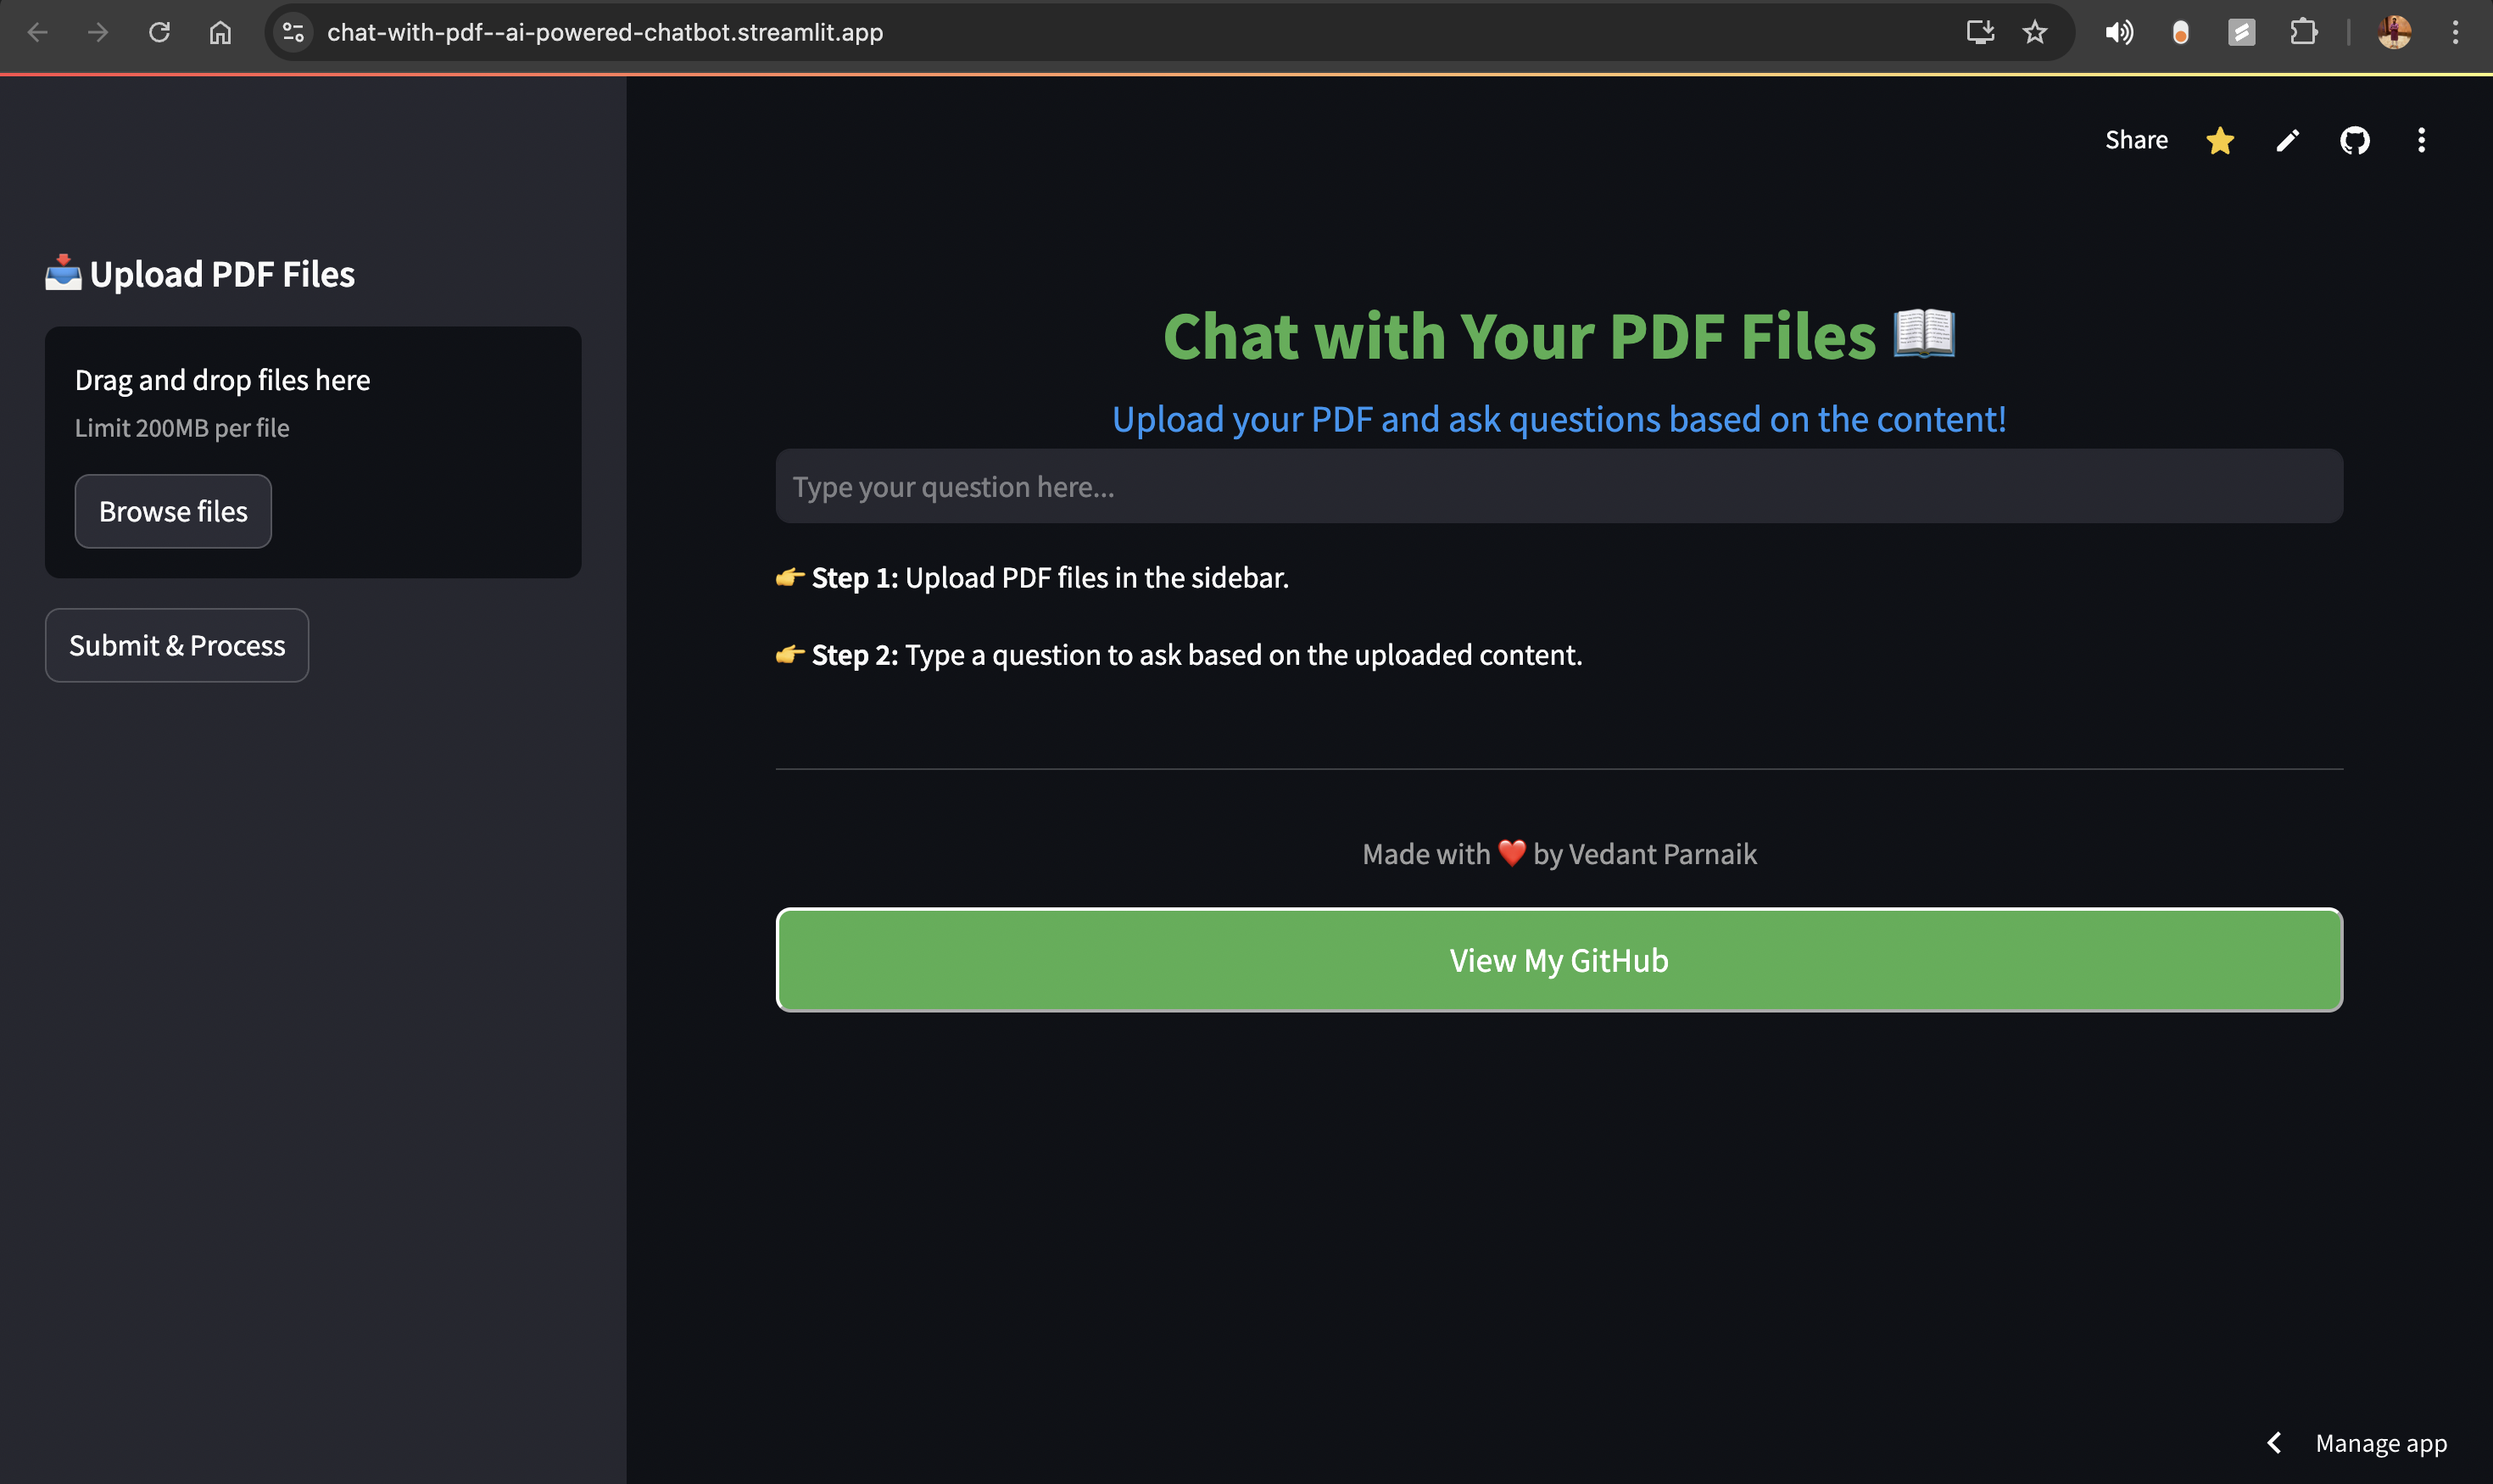 chat-with-pdf--ai-powered-chatbot.streamlit.app
Share
📥 Upload PDF Files
Drag and drop files here
Limit 200MB per file
Browse files
Submit & Process
Chat with Your PDF Files 📖
Upload your PDF and ask questions based on the content!
Type your question here...
👉 Step 1: Upload PDF files in the sidebar.
👉 Step 2: Type a question to ask based on the uploaded content.
Made with ❤️ by Vedant Parnaik
View My GitHub
Manage app